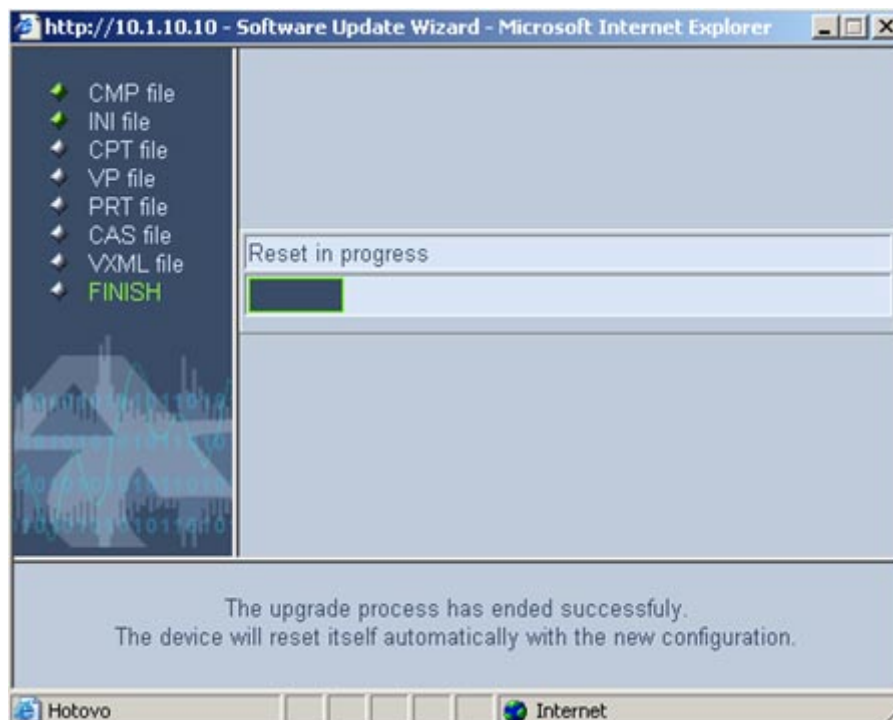 http://10.1.10.10 - Software Update Wizard - Microsoft Internet Explorer
CMP file
INI file
CPT file
VP file
PRT file
CAS file
VXML file
FINISH
Reset in progress
The upgrade process has ended successfuly.
The device will reset itself automatically with the new configuration.
Hotovo
Internet